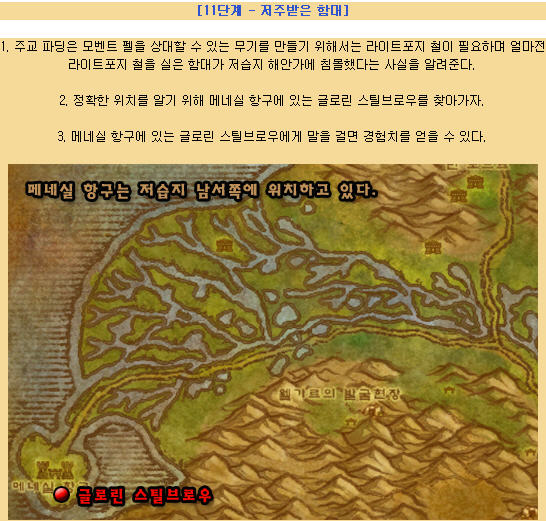 [11단계 - 저주받은 함대]
1. 주교 파딩은 모벤트 펠을 상대할 수 있는 무기를 만들기 위해서는 라이트포지 철이 필요하며 얼마전
라이트포지 철을 실은 함대가 저습지 해안가에 침몰했다는 사실을 알려준다.
2. 정확한 위치를 알기 위해 메네실 항구에 있는 글로린 스틸브로우를 찾아가자.
3. 메네실 항구에 있는 글로린 스틸브로우에게 말을 걸면 경험치를 얻을 수 있다.
메네실 항구는 저습지 남서쪽에 위치하고 있다.
웰가르의 발굴현장
메네실 항구
글로린 스틸브로우